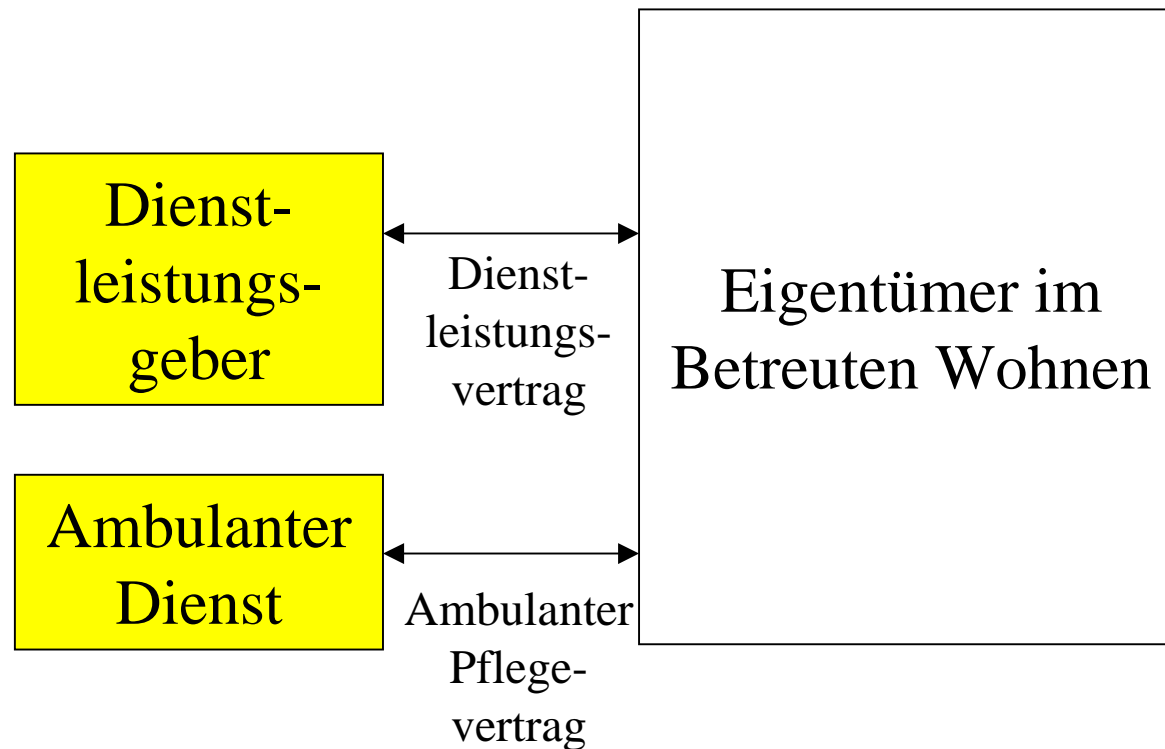 Dienst-
leistungs-
geber
Dienst-
leistungs-
vertrag
Eigentümer im
Betreuten Wohnen
Ambulanter
Dienst
Ambulanter
Pflege-
vertrag